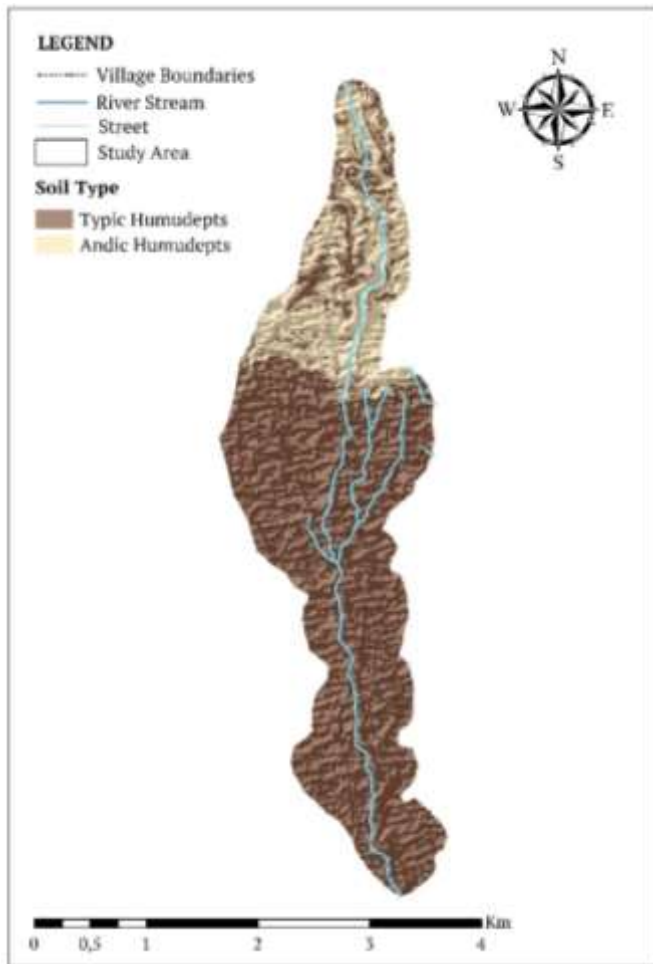 LEGEND
Village Boundaries
River Stream
Street
Study Area
Soil Type
Typic Humudepts
Andic Humudepts
N
W E
S
Km
0 0,5 1 2 3 4